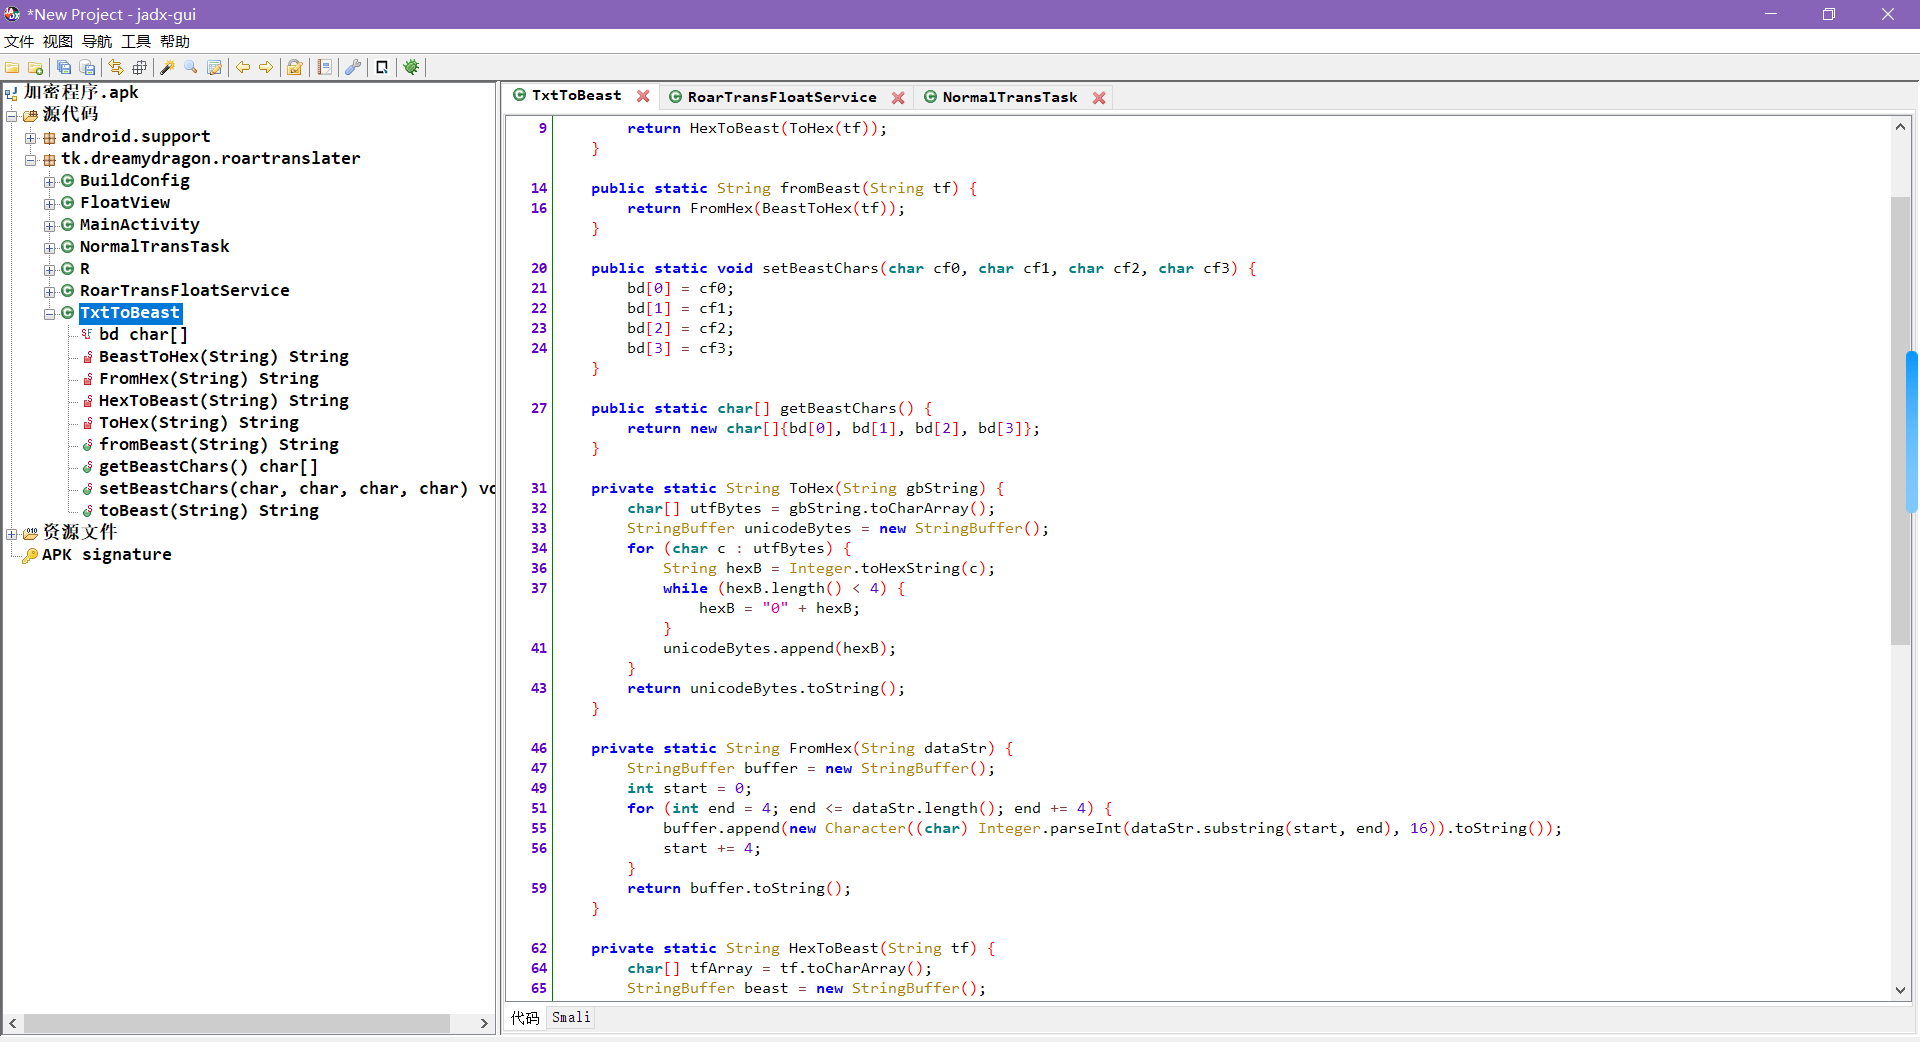 *New Project - jadx-gui
文件 视图 导航 工具 帮助
加密程序.apk
源代码
android.support
tk.dreamydragon.roartranslater
BuildConfig
FloatView
MainActivity
NormalTransTask
R
RoarTransFloatService
TxtToBeast
bd char[]
BeastToHex(String) String
FromHex(String) String
HexToBeast(String) String
ToHex(String) String
fromBeast(String) String
getBeastChars() char[]
setBeastChars(char, char, char, char) vo
toBeast(String) String
资源文件
APK signature
TxtToBeast RoarTransFloatService NormalTransTask
9 return HexToBeast(ToHex(tf));
}
14 public static String fromBeast(String tf) {
16 return FromHex(BeastToHex(tf));
}
20 public static void setBeastChars(char cf0, char cf1, char cf2, char cf3) {
21 bd[0] = cf0;
22 bd[1] = cf1;
23 bd[2] = cf2;
24 bd[3] = cf3;
}
27 public static char[] getBeastChars() {
return new char[]{bd[0], bd[1], bd[2], bd[3]};
}
31 private static String ToHex(String gbString) {
32 char[] utfBytes = gbString.toCharArray();
33 StringBuffer unicodeBytes = new StringBuffer();
34 for (char c : utfBytes) {
36 String hexB = Integer.toHexString(c);
37 while (hexB.length() < 4) {
hexB = "0" + hexB;
}
41 unicodeBytes.append(hexB);
}
43 return unicodeBytes.toString();
}
46 private static String FromHex(String dataStr) {
47 StringBuffer buffer = new StringBuffer();
49 int start = 0;
51 for (int end = 4; end <= dataStr.length(); end += 4) {
55 buffer.append(new Character((char) Integer.parseInt(dataStr.substring(start, end), 16)).toString());
56 start += 4;
}
59 return buffer.toString();
}
62 private static String HexToBeast(String tf) {
64 char[] tfArray = tf.toCharArray();
65 StringBuffer beast = new StringBuffer();
代码 Smali